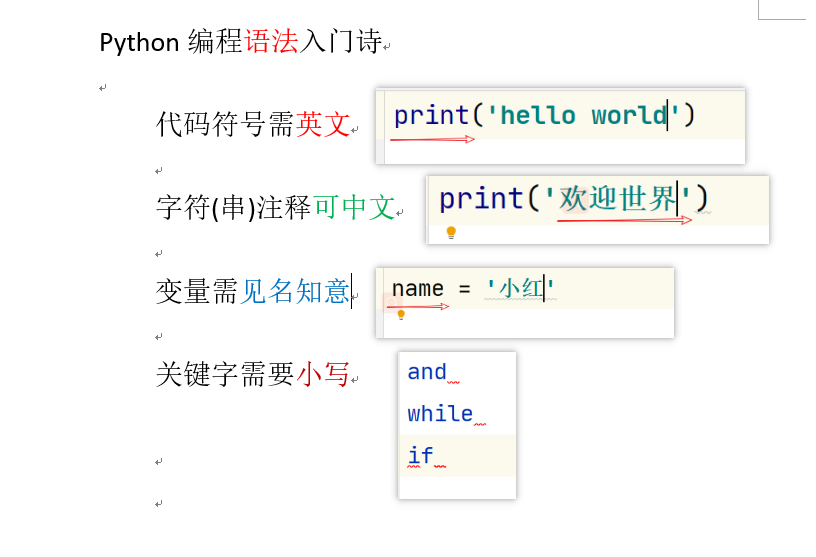 Python 编程语法入门诗
代码符号需英文
print('hello world')
字符(串)注释可中文
print('欢迎世界')
变量需见名知意
name = '小红'
关键字需要小写
and
while
if